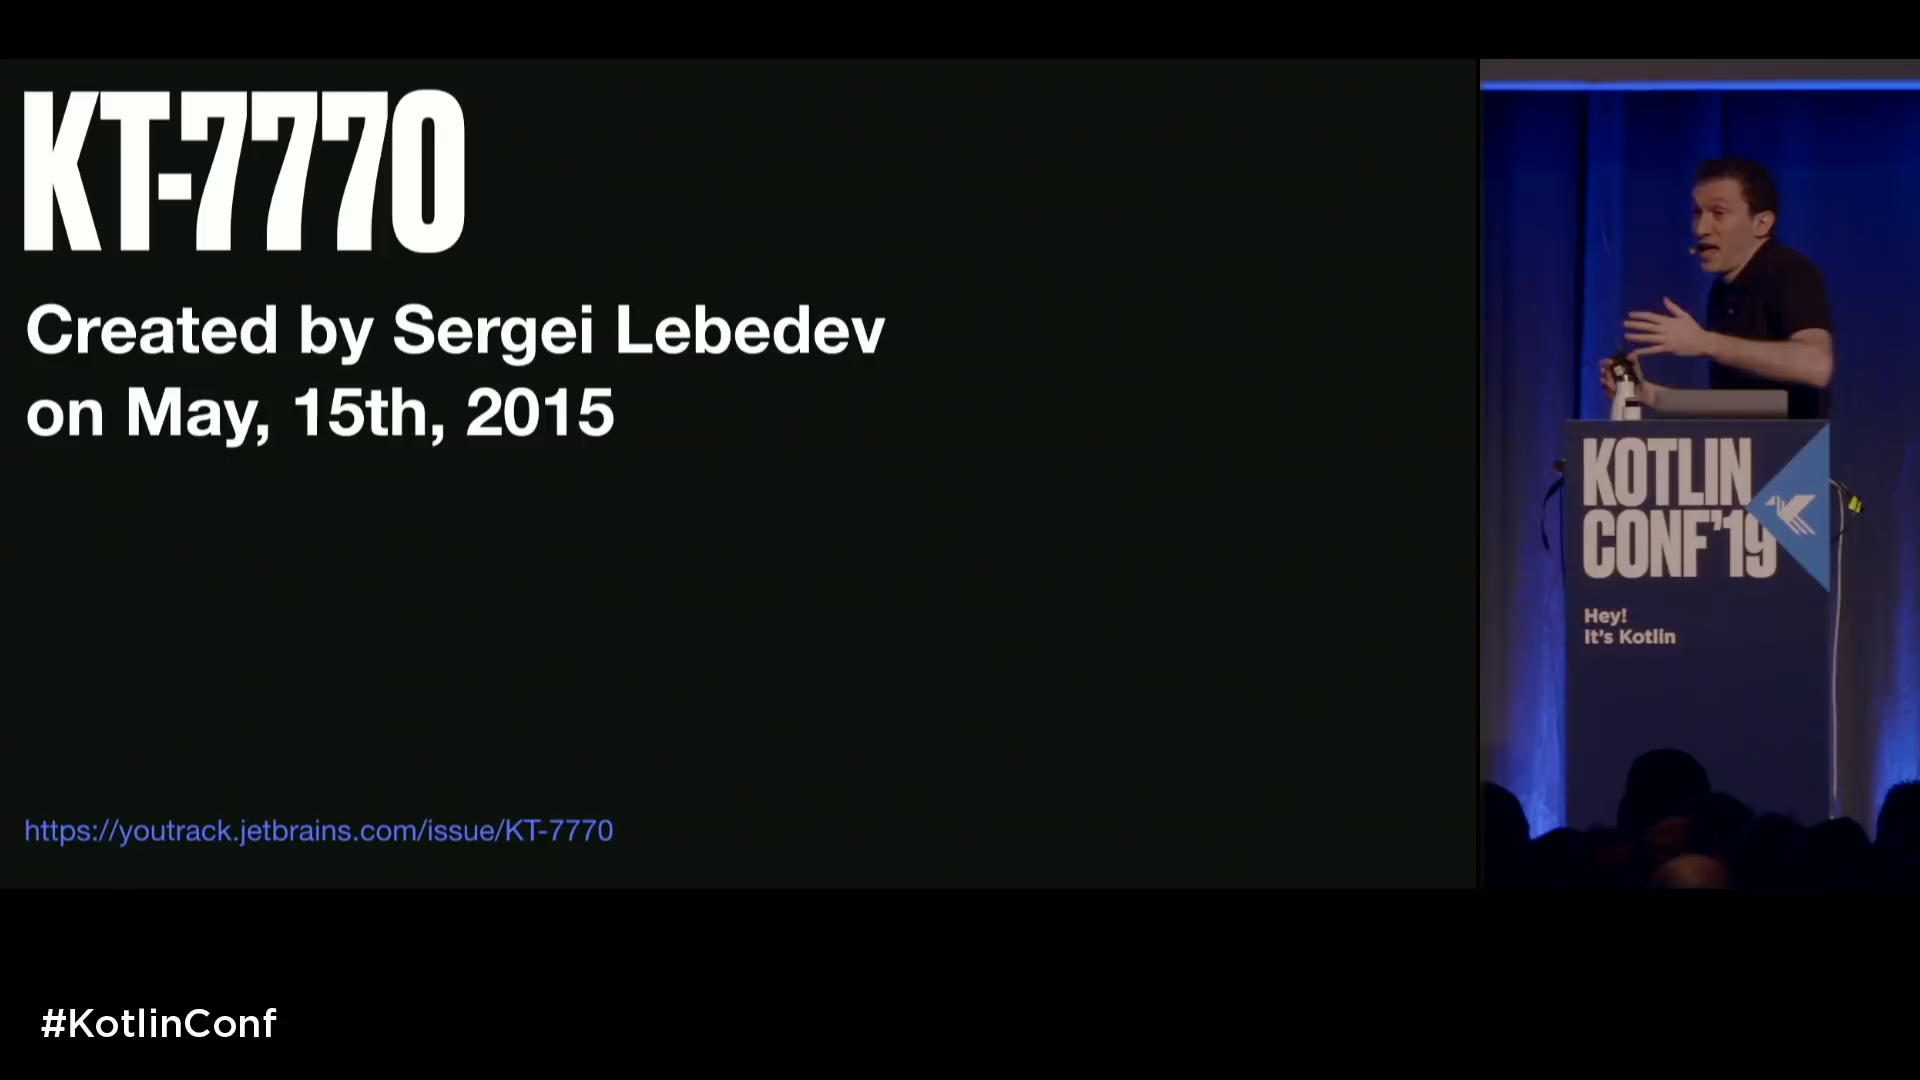 KT-7770
Created by Sergei Lebedev
on May, 15th, 2015
https://youtrack.jetbrains.com/issue/KT-7770
KOTLIN
CONF'19
Hey!
It's Kotlin
#KotlinConf